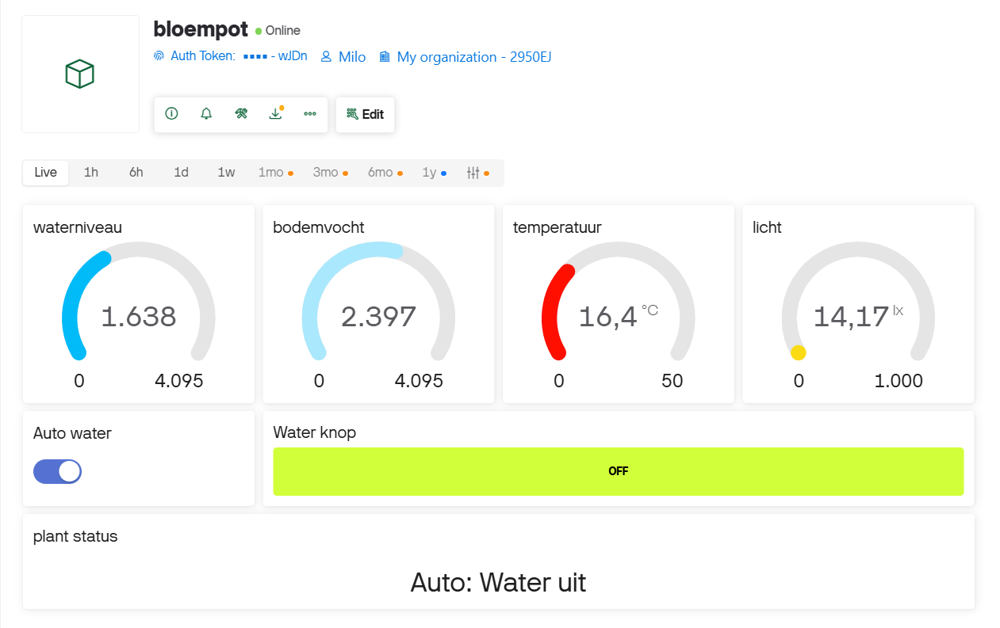 bloempot Online
Auth Token: ▪▪▪▪ - wJDn Milo My organization - 2950EJ
Edit
Live 1h 6h 1d 1w 1mo 3mo 6mo 1y
waterniveau bodemvocht temperatuur licht
1.638 2.397 16,4 °C 14,17 lx
0 4.095 0 4.095 0 50 0 1.000
Auto water Water knop
OFF
plant status
Auto: Water uit